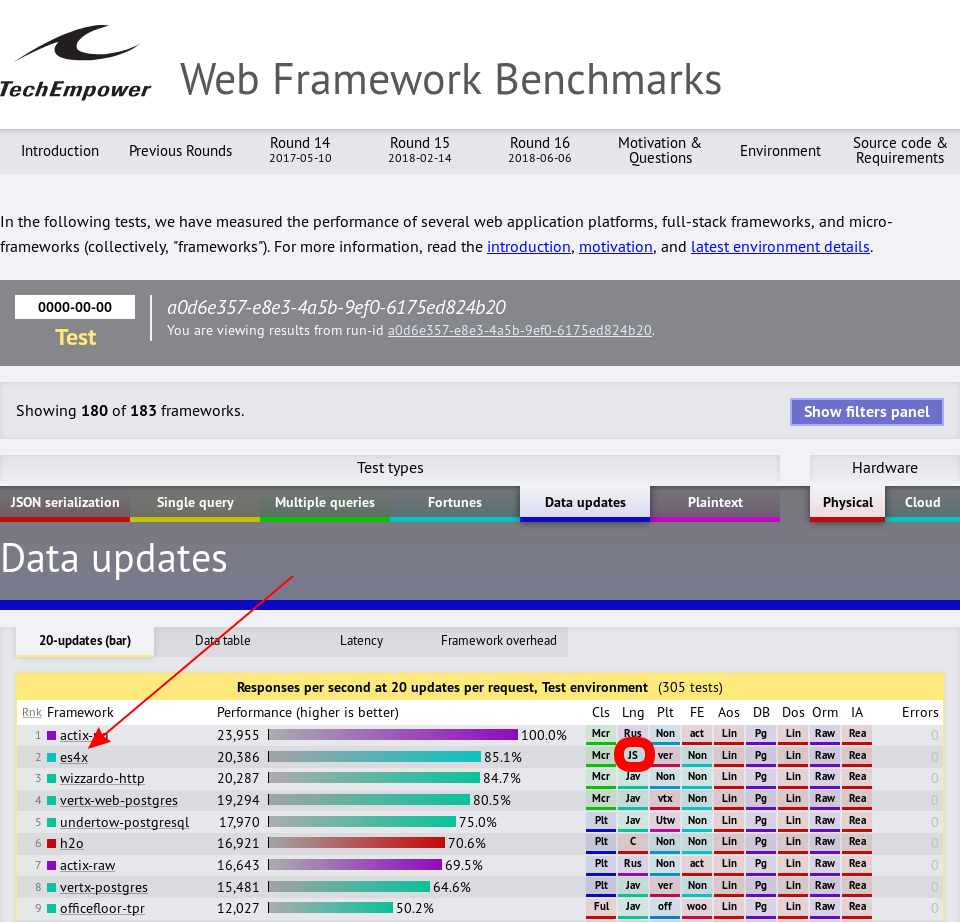 TechEmpower
Web Framework Benchmarks
Introduction Previous Rounds Round 14 2017-05-10 Round 15 2018-02-14 Round 16 2018-06-06 Motivation & Questions Environment Source code & Requirements
In the following tests, we have measured the performance of several web application platforms, full-stack frameworks, and micro-
frameworks (collectively, "frameworks"). For more information, read the introduction, motivation, and latest environment details.
0000-00-00 a0d6e357-e8e3-4a5b-9ef0-6175ed824b20
Test You are viewing results from run-id a0d6e357-e8e3-4a5b-9ef0-6175ed824b20.
Showing 180 of 183 frameworks. Show filters panel
Test types Hardware
JSON serialization Single query Multiple queries Fortunes Data updates Plaintext Physical Cloud
Data updates
20-updates (bar) Data table Latency Framework overhead
Responses per second at 20 updates per request, Test environment (305 tests)
Rnk Framework Performance (higher is better) Cls Lng Plt FE Aos DB Dos Orm IA Errors
1 23,955 100.0% Mcr Rus Non act Lin Pg Lin Raw Rea 0
2 es4x 20,386 85.1% Mcr JS ver Non Lin Pg Lin Raw Rea 0
3 wizzardo-http 20,287 84.7% Mcr Jav Non Non Lin Pg Lin Raw Rea 0
4 vertx-web-postgres 19,294 80.5% Mcr Jav vtx Non Lin Pg Lin Raw Rea 0
5 undertow-postgresql 17,970 75.0% Plt Jav Utw Non Lin Pg Lin Raw Rea 0
6 h2o 16,921 70.6% Plt C Non Non Lin Pg Lin Raw Rea 0
7 actix-raw 16,643 69.5% Plt Rus Non act Lin Pg Lin Raw Rea 0
8 vertx-postgres 15,481 64.6% Plt Jav ver Non Lin Pg Lin Raw Rea 0
9 officefloor-tpr 12,027 50.2% Ful Jav off woo Lin Pg Lin Raw Rea 0